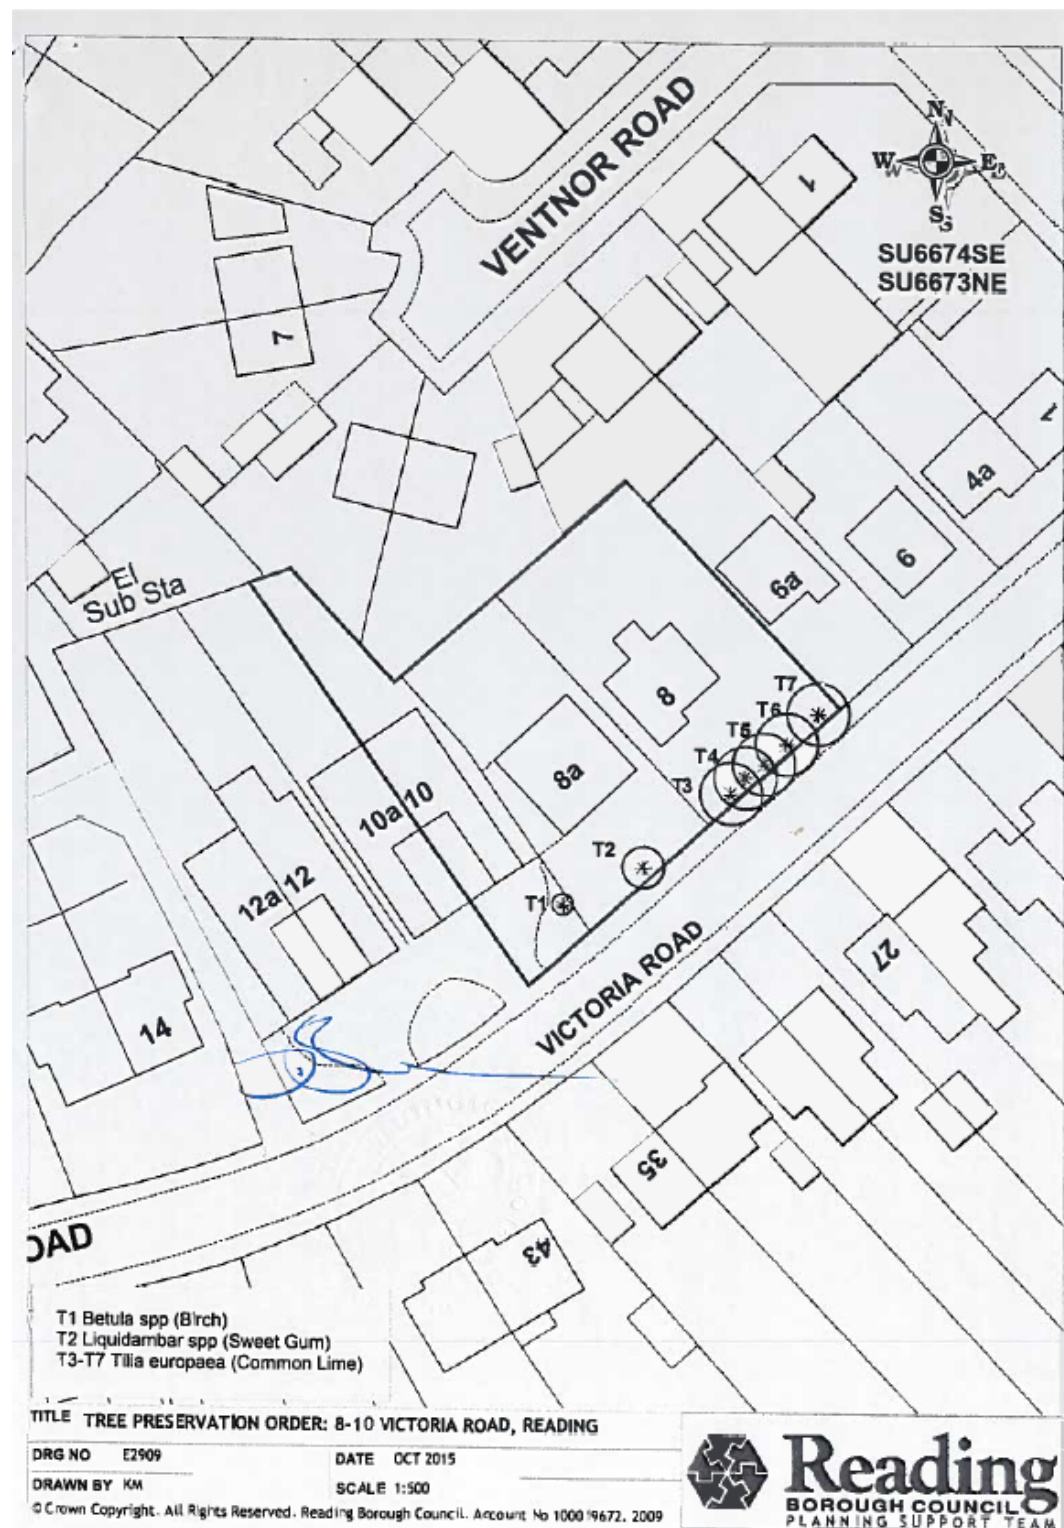 VENTNOR ROAD
N
W E
S
SU6674SE
SU6673NE
1
7
4a
6
6a
El
Sub Sta
8
T7
T6
T5
T4
T3
8a
10a 10
T2
T1
12a 12
14
VICTORIA ROAD
27
35
43
OAD
T1 Betula spp (Birch)
T2 Liquidambar spp (Sweet Gum)
T3-T7 Tilia europaea (Common Lime)
TITLE TREE PRESERVATION ORDER: 8-10 VICTORIA ROAD, READING
DRG NO E2909 DATE OCT 2015
DRAWN BY KM SCALE 1:500
© Crown Copyright. All Rights Reserved. Reading Borough Council. Account No 100019672. 2009
Reading
BOROUGH COUNCIL
PLANNING SUPPORT TEAM